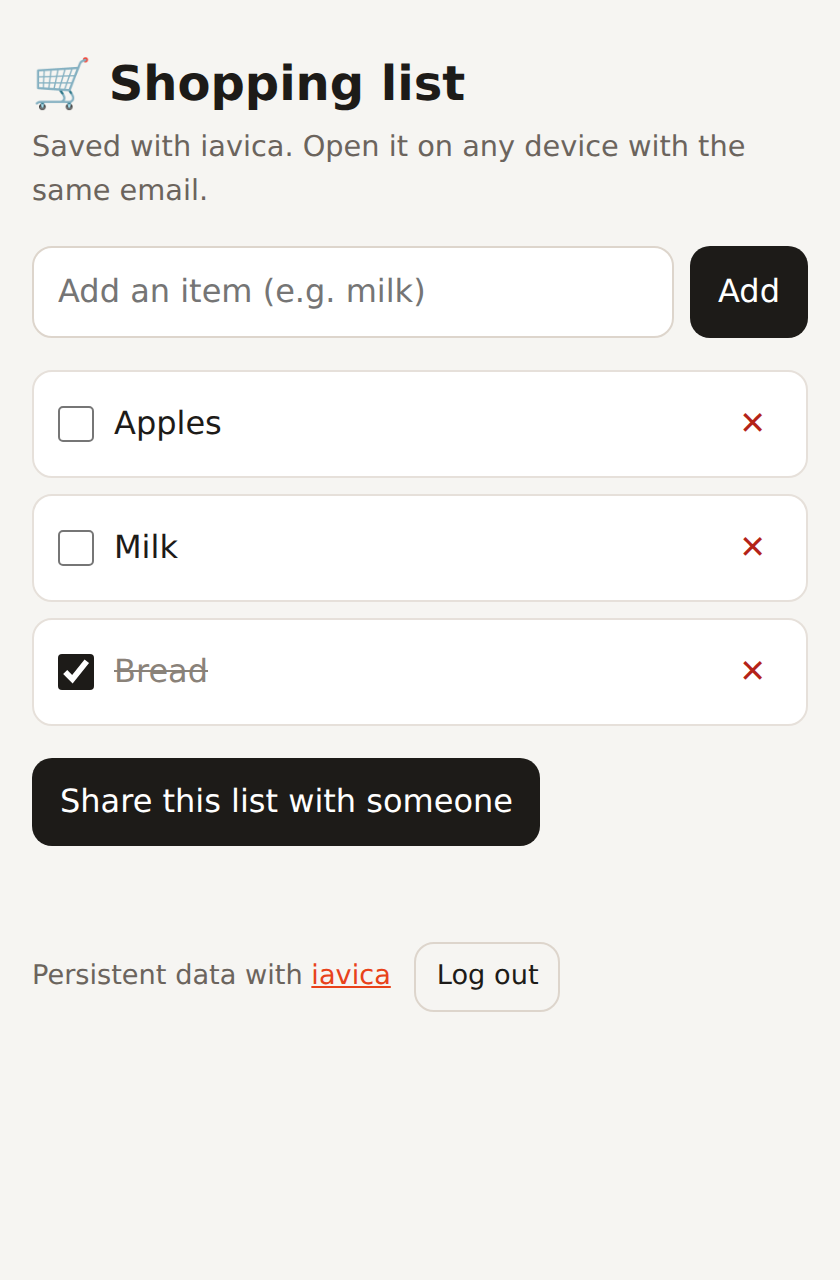 🛒 Shopping list
Saved with iavica. Open it on any device with the
same email.
Add an item (e.g. milk)
Add
Apples
✕
Milk
✕
Bread
✕
Share this list with someone
Persistent data with iavica
Log out